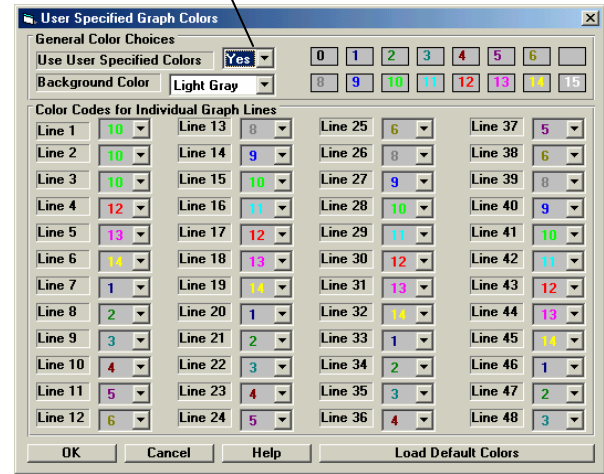 User Specified Graph Colors
General Color Choices
Use User Specified Colors Yes 0 1 2 3 4 5 6
Background Color Light Gray 8 9 10 11 12 13 14 15
Color Codes for Individual Graph Lines
Line 1 10 Line 13 8 Line 25 6 Line 37 5
Line 2 10 Line 14 9 Line 26 8 Line 38 6
Line 3 10 Line 15 10 Line 27 9 Line 39 8
Line 4 12 Line 16 11 Line 28 10 Line 40 9
Line 5 13 Line 17 12 Line 29 11 Line 41 10
Line 6 14 Line 18 13 Line 30 12 Line 42 11
Line 7 1 Line 19 14 Line 31 13 Line 43 12
Line 8 2 Line 20 1 Line 32 14 Line 44 13
Line 9 3 Line 21 2 Line 33 1 Line 45 14
Line 10 4 Line 22 3 Line 34 2 Line 46 1
Line 11 5 Line 23 4 Line 35 3 Line 47 2
Line 12 6 Line 24 5 Line 36 4 Line 48 3
OK Cancel Help Load Default Colors